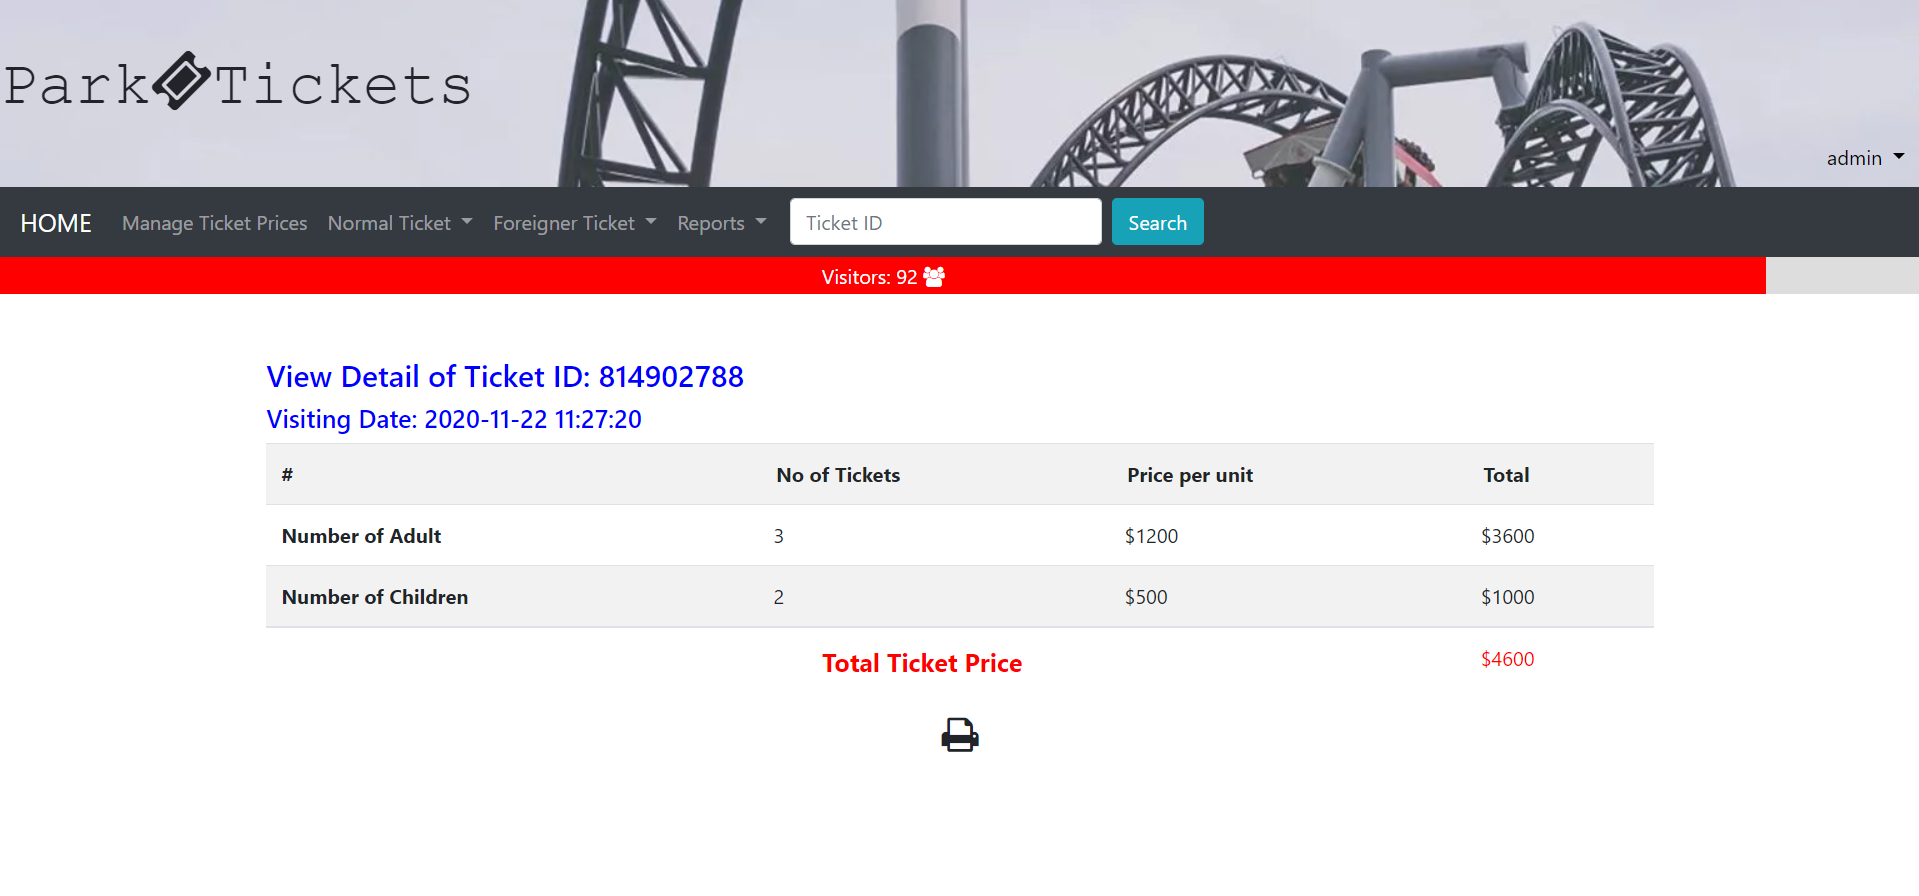 Park Tickets
admin
HOME Manage Ticket Prices Normal Ticket Foreigner Ticket Reports Ticket ID Search
Visitors: 92
View Detail of Ticket ID: 814902788
Visiting Date: 2020-11-22 11:27:20
# No of Tickets Price per unit Total
Number of Adult 3 $1200 $3600
Number of Children 2 $500 $1000
Total Ticket Price $4600